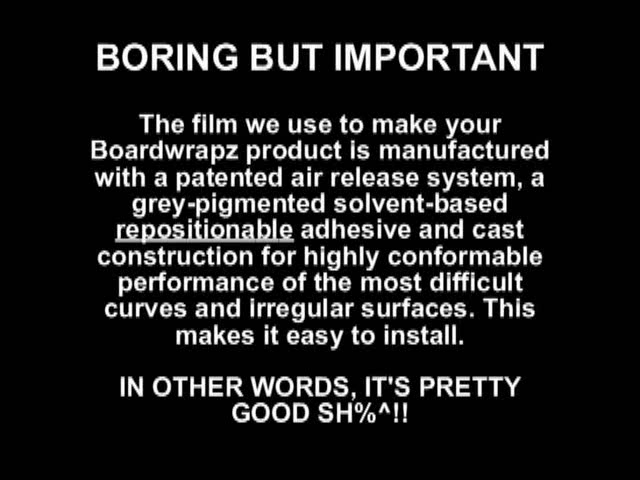 BORING BUT IMPORTANT
The film we use to make your
Boardwrapz product is manufactured
with a patented air release system, a
grey-pigmented solvent-based
repositionable adhesive and cast
construction for highly conformable
performance of the most difficult
curves and irregular surfaces. This
makes it easy to install.
IN OTHER WORDS, IT'S PRETTY
GOOD SH%^!!